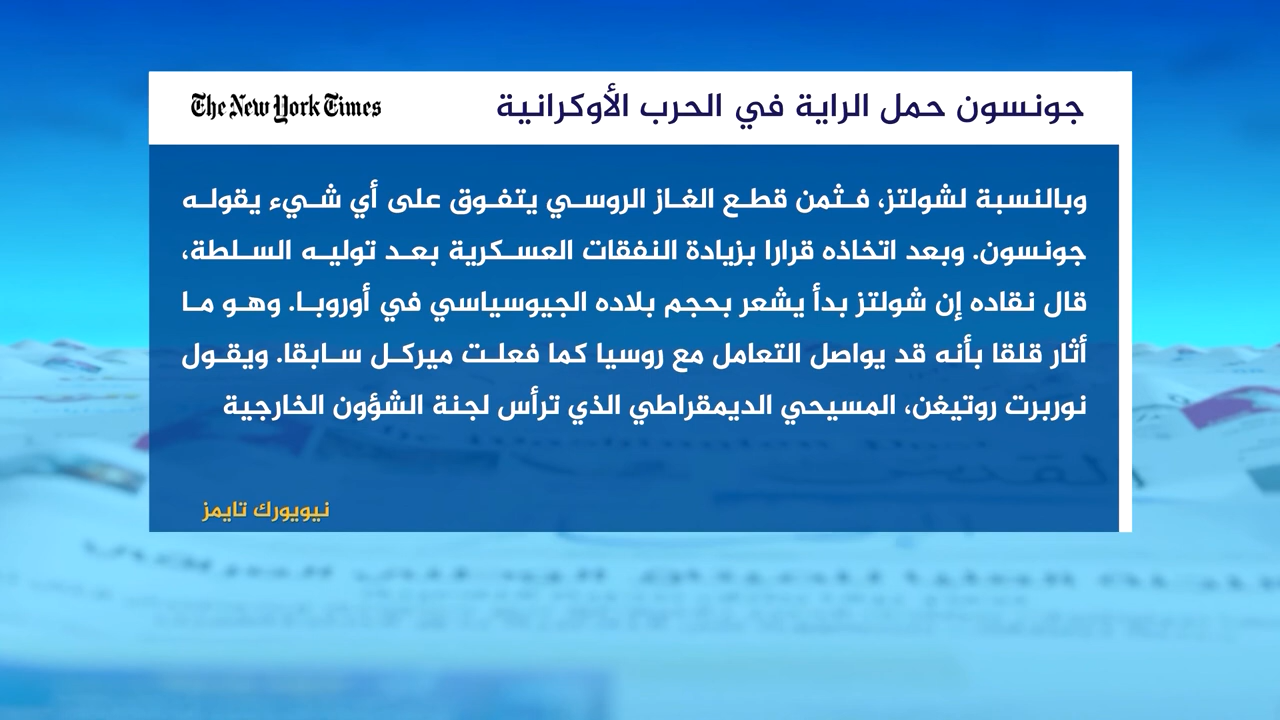 جونسون حمل الراية في الحرب الأوكرانية
The New York Times
وبالنسبة لشولتز، فثمن قطع الغاز الروسي يتفوق على أي شيء يقوله
جونسون. وبعد اتخاذه قرارا بزيادة النفقات العسكرية بعد توليه السلطة،
قال نقاده إن شولتز بدأ يشعر بحجم بلاده الجيوسياسي في أوروبا. وهو ما
أثار قلقا بأنه قد يواصل التعامل مع روسيا كما فعلت ميركل سابقا. ويقول
نوربرت روتيغن، المسيحي الديمقراطي الذي ترأس لجنة الشؤون الخارجية
نيويورك تايمز